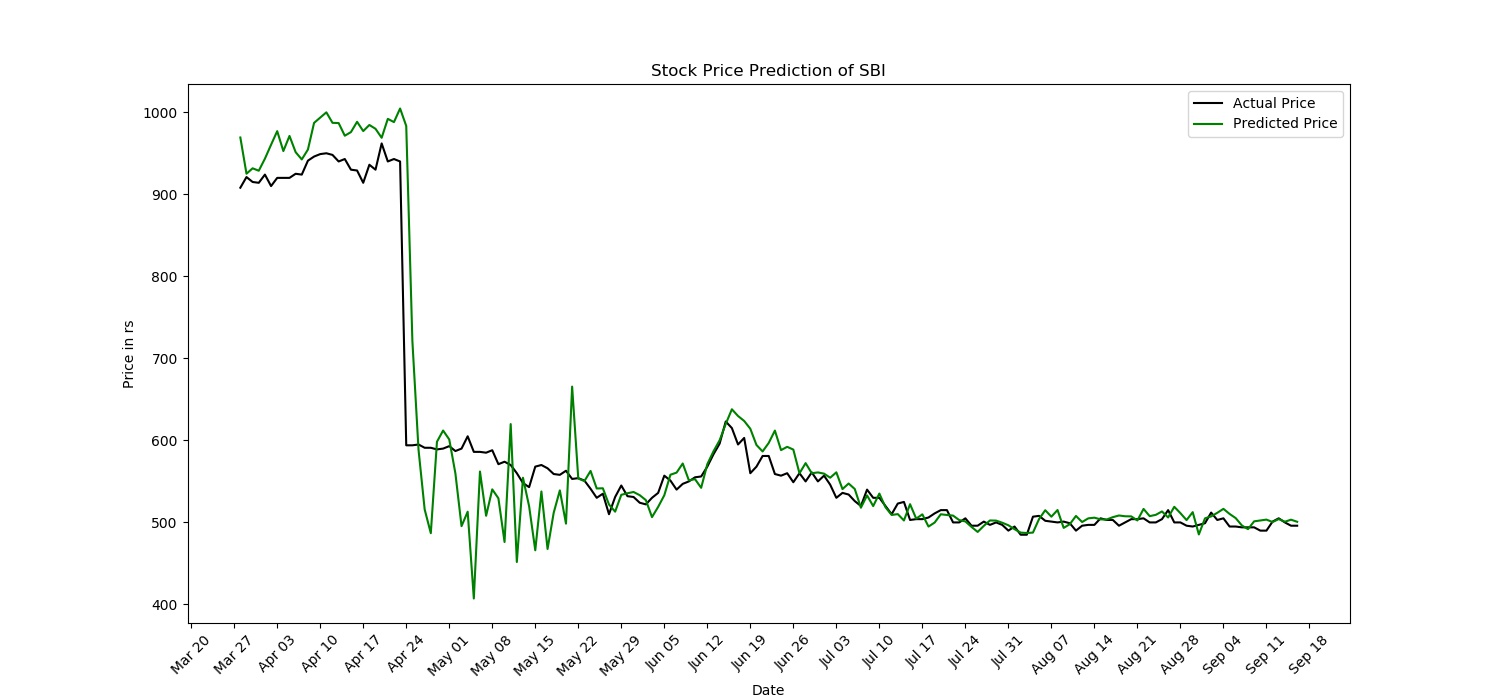 Stock Price Prediction of SBI
Actual Price
Predicted Price
Price in rs
1000
900
800
700
600
500
400
Mar 20
Mar 27
Apr 03
Apr 10
Apr 17
Apr 24
May 01
May 08
May 15
May 22
May 29
Jun 05
Jun 12
Jun 19
Jun 26
Jul 03
Jul 10
Jul 17
Jul 24
Jul 31
Aug 07
Aug 14
Aug 21
Aug 28
Sep 04
Sep 11
Sep 18
Date